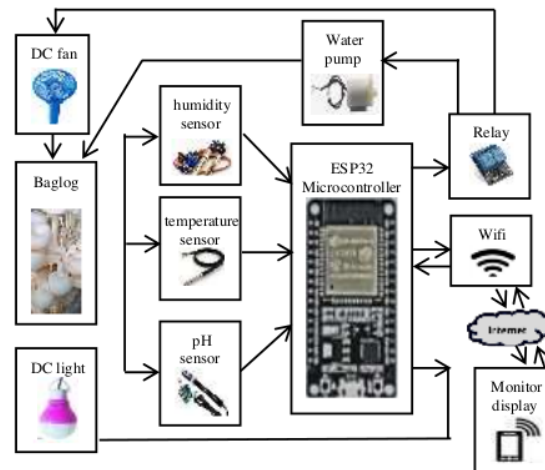 DC fan
Water
pump
humidity
sensor
Relay
ESP32
Microcontroller
Baglog
temperature
sensor
Wifi
Internet
pH
sensor
DC light
Monitor
display